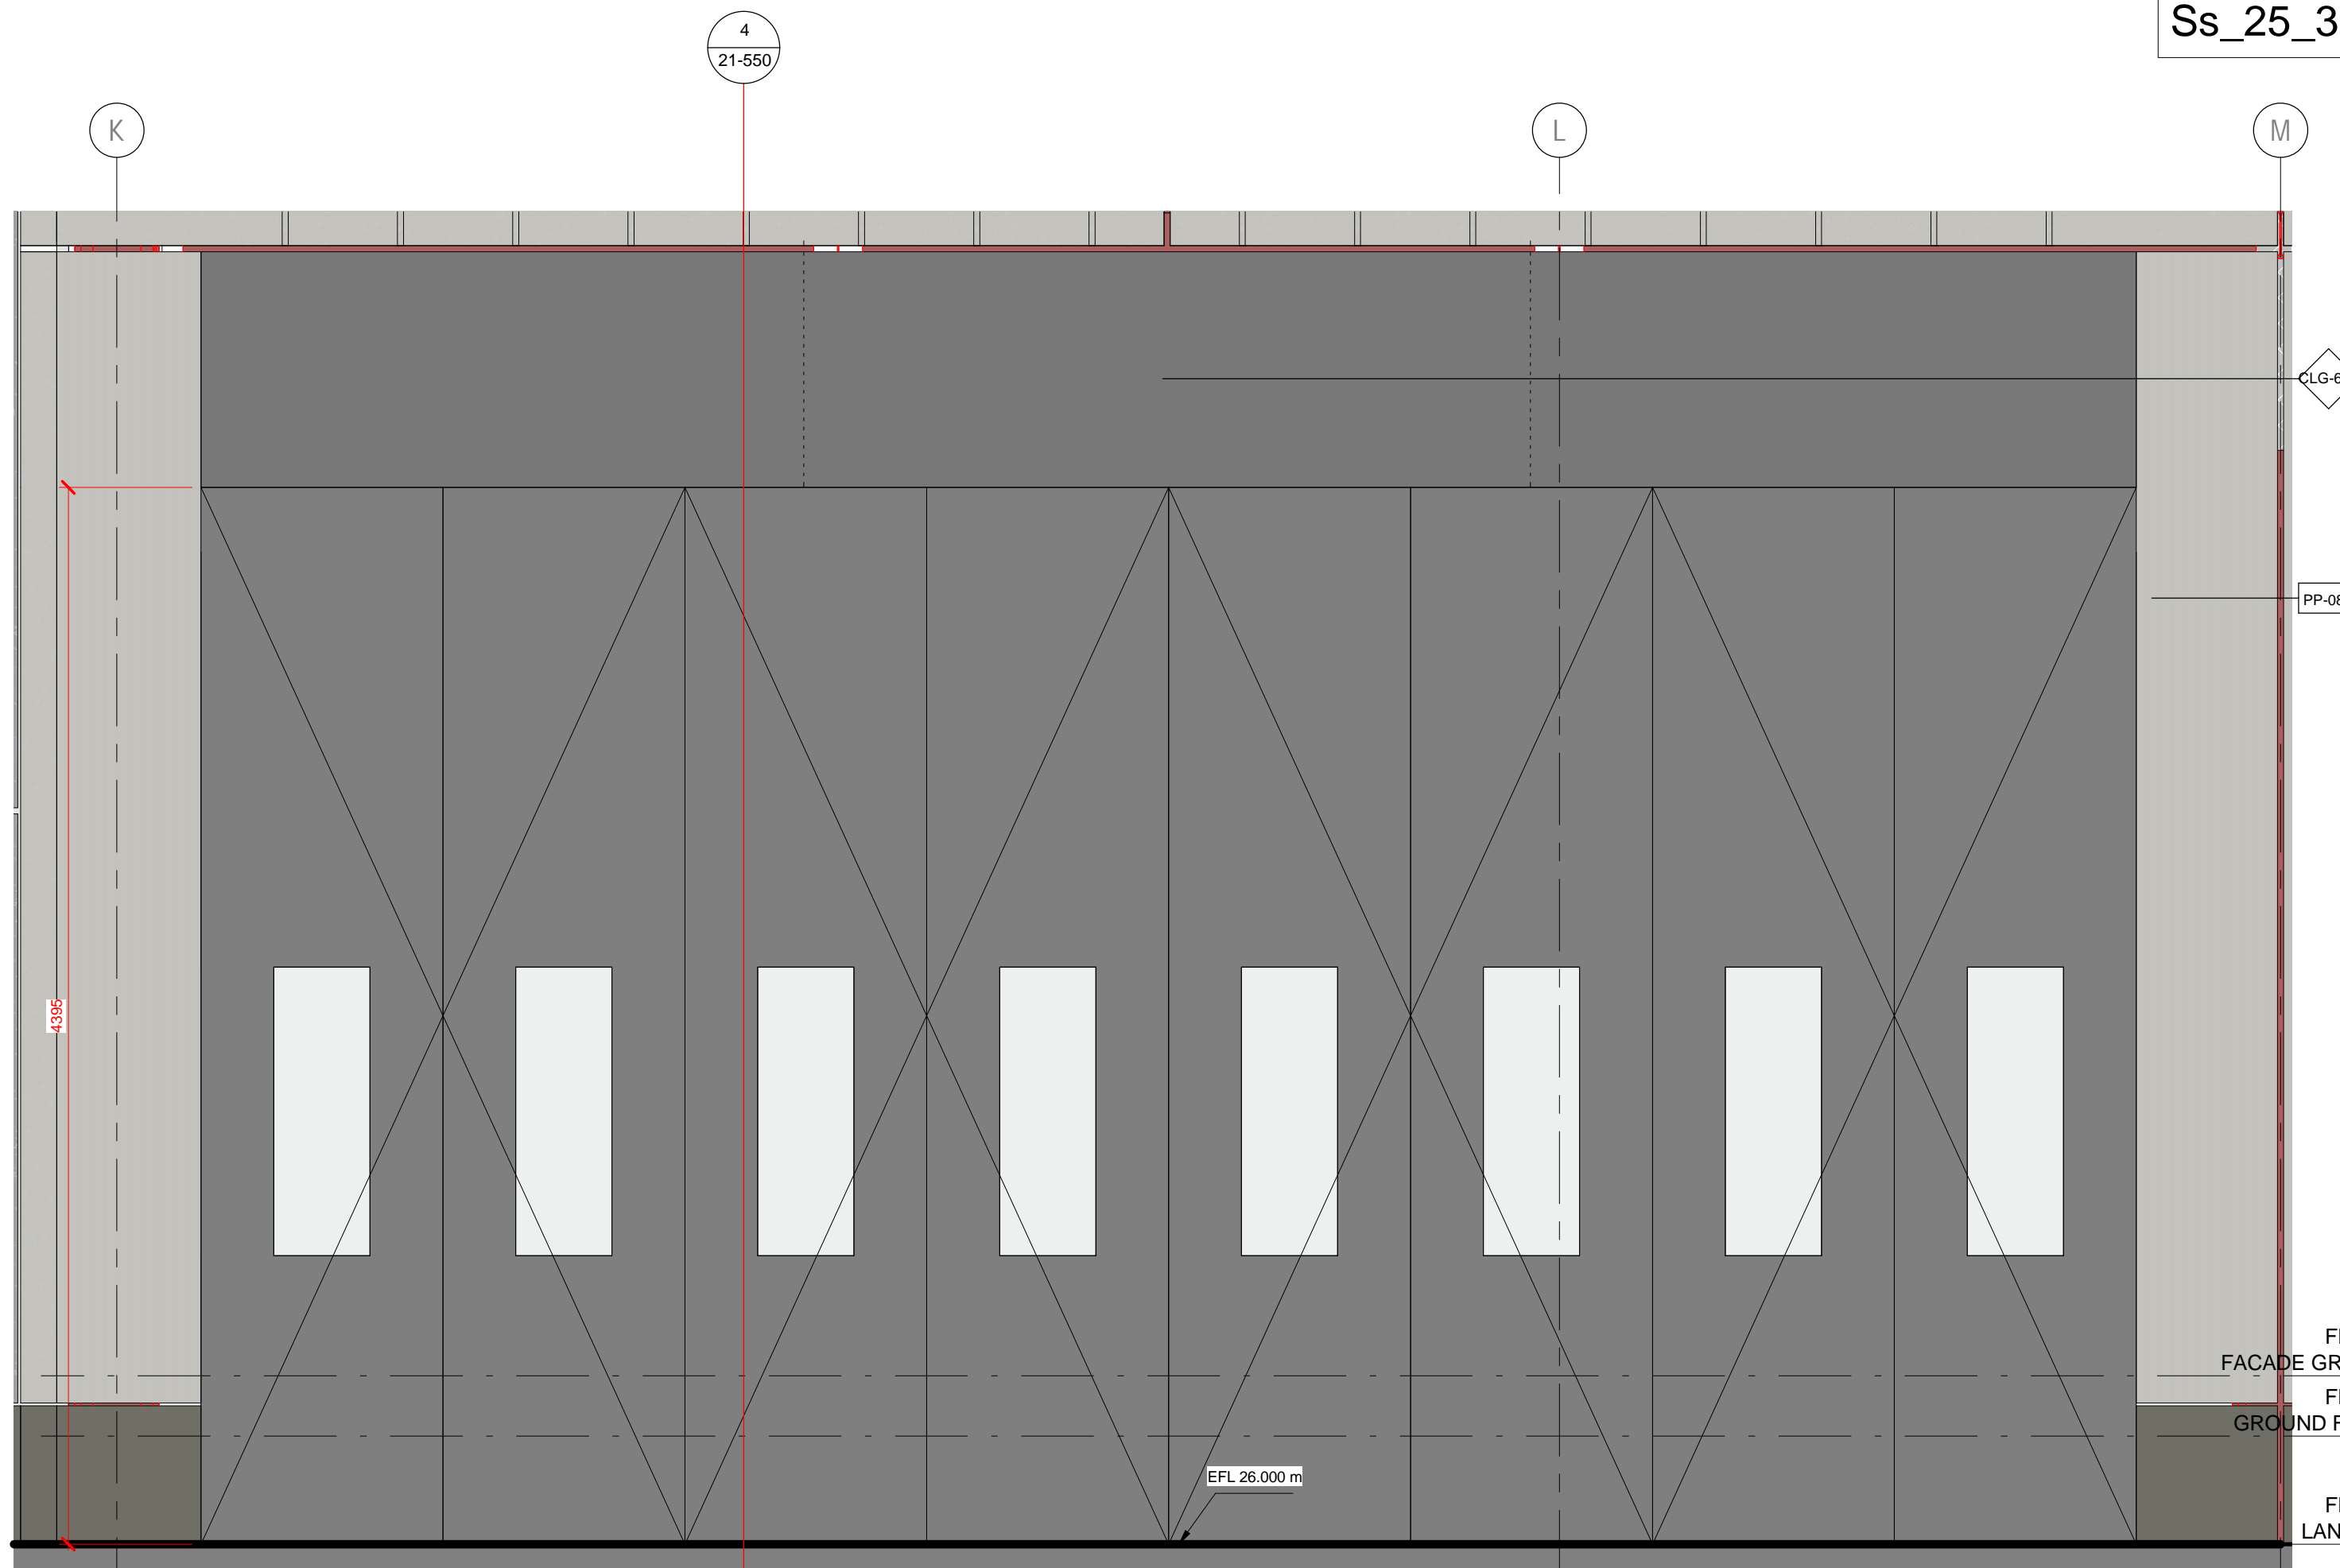 Ss_25_3
4
21-550
K
L
M
CLG-6
PP-08
4395
FACADE GR
GROUND F
EFL 26.000 m
LAN